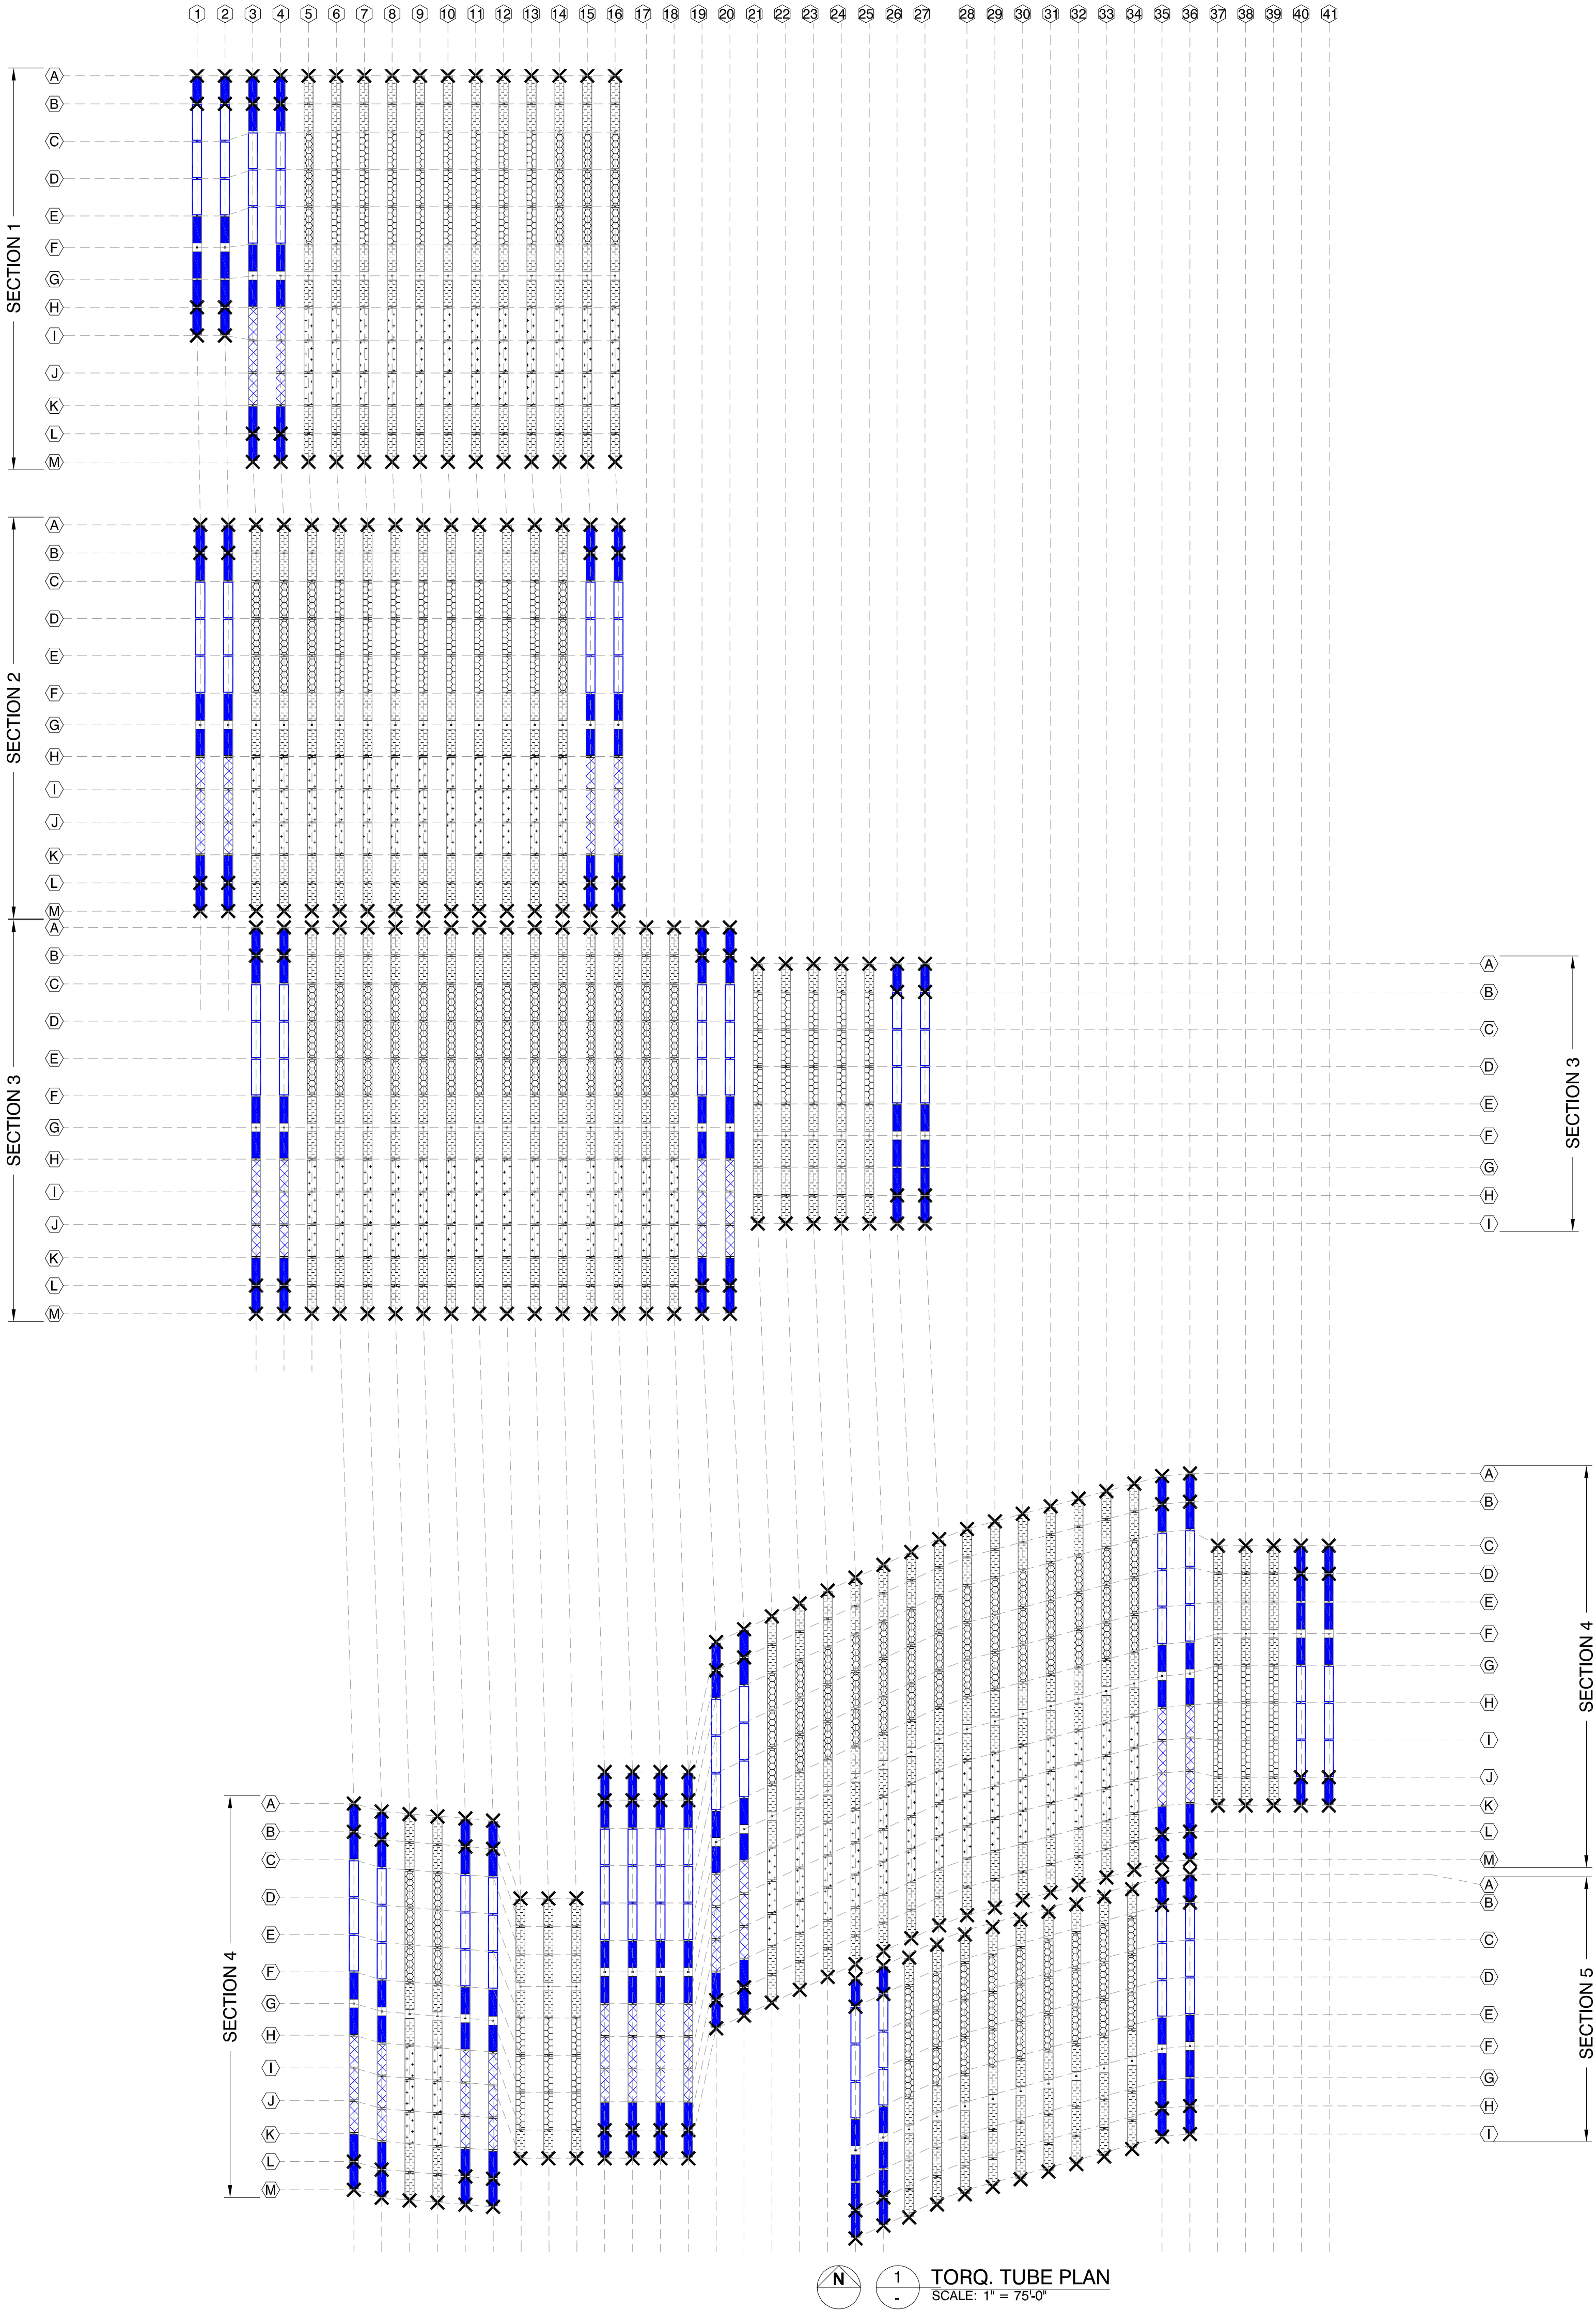 1 2 3 4 5 6 7 8 9 10 11 12 13 14 15 16 17 18 19 20 21 22 23 24 25 26 27 28 29 30 31 32 33 34 35 36 37 38 39 40 41
SECTION 1
A
B
C
D
E
F
G
H
I
J
K
L
M
SECTION 2
A
B
C
D
E
F
G
H
I
J
K
L
M
SECTION 3
A
B
C
D
E
F
G
H
I
J
K
L
M
A
B
C
D
E
F
G
H
I
SECTION 3
SECTION 4
A
B
C
D
E
F
G
H
I
J
K
L
M
A
B
C
D
E
F
G
H
I
J
K
L
M
SECTION 4
A
B
C
D
E
F
G
H
I
SECTION 5
N
1
-
TORQ. TUBE PLAN
SCALE: 1" = 75'-0"